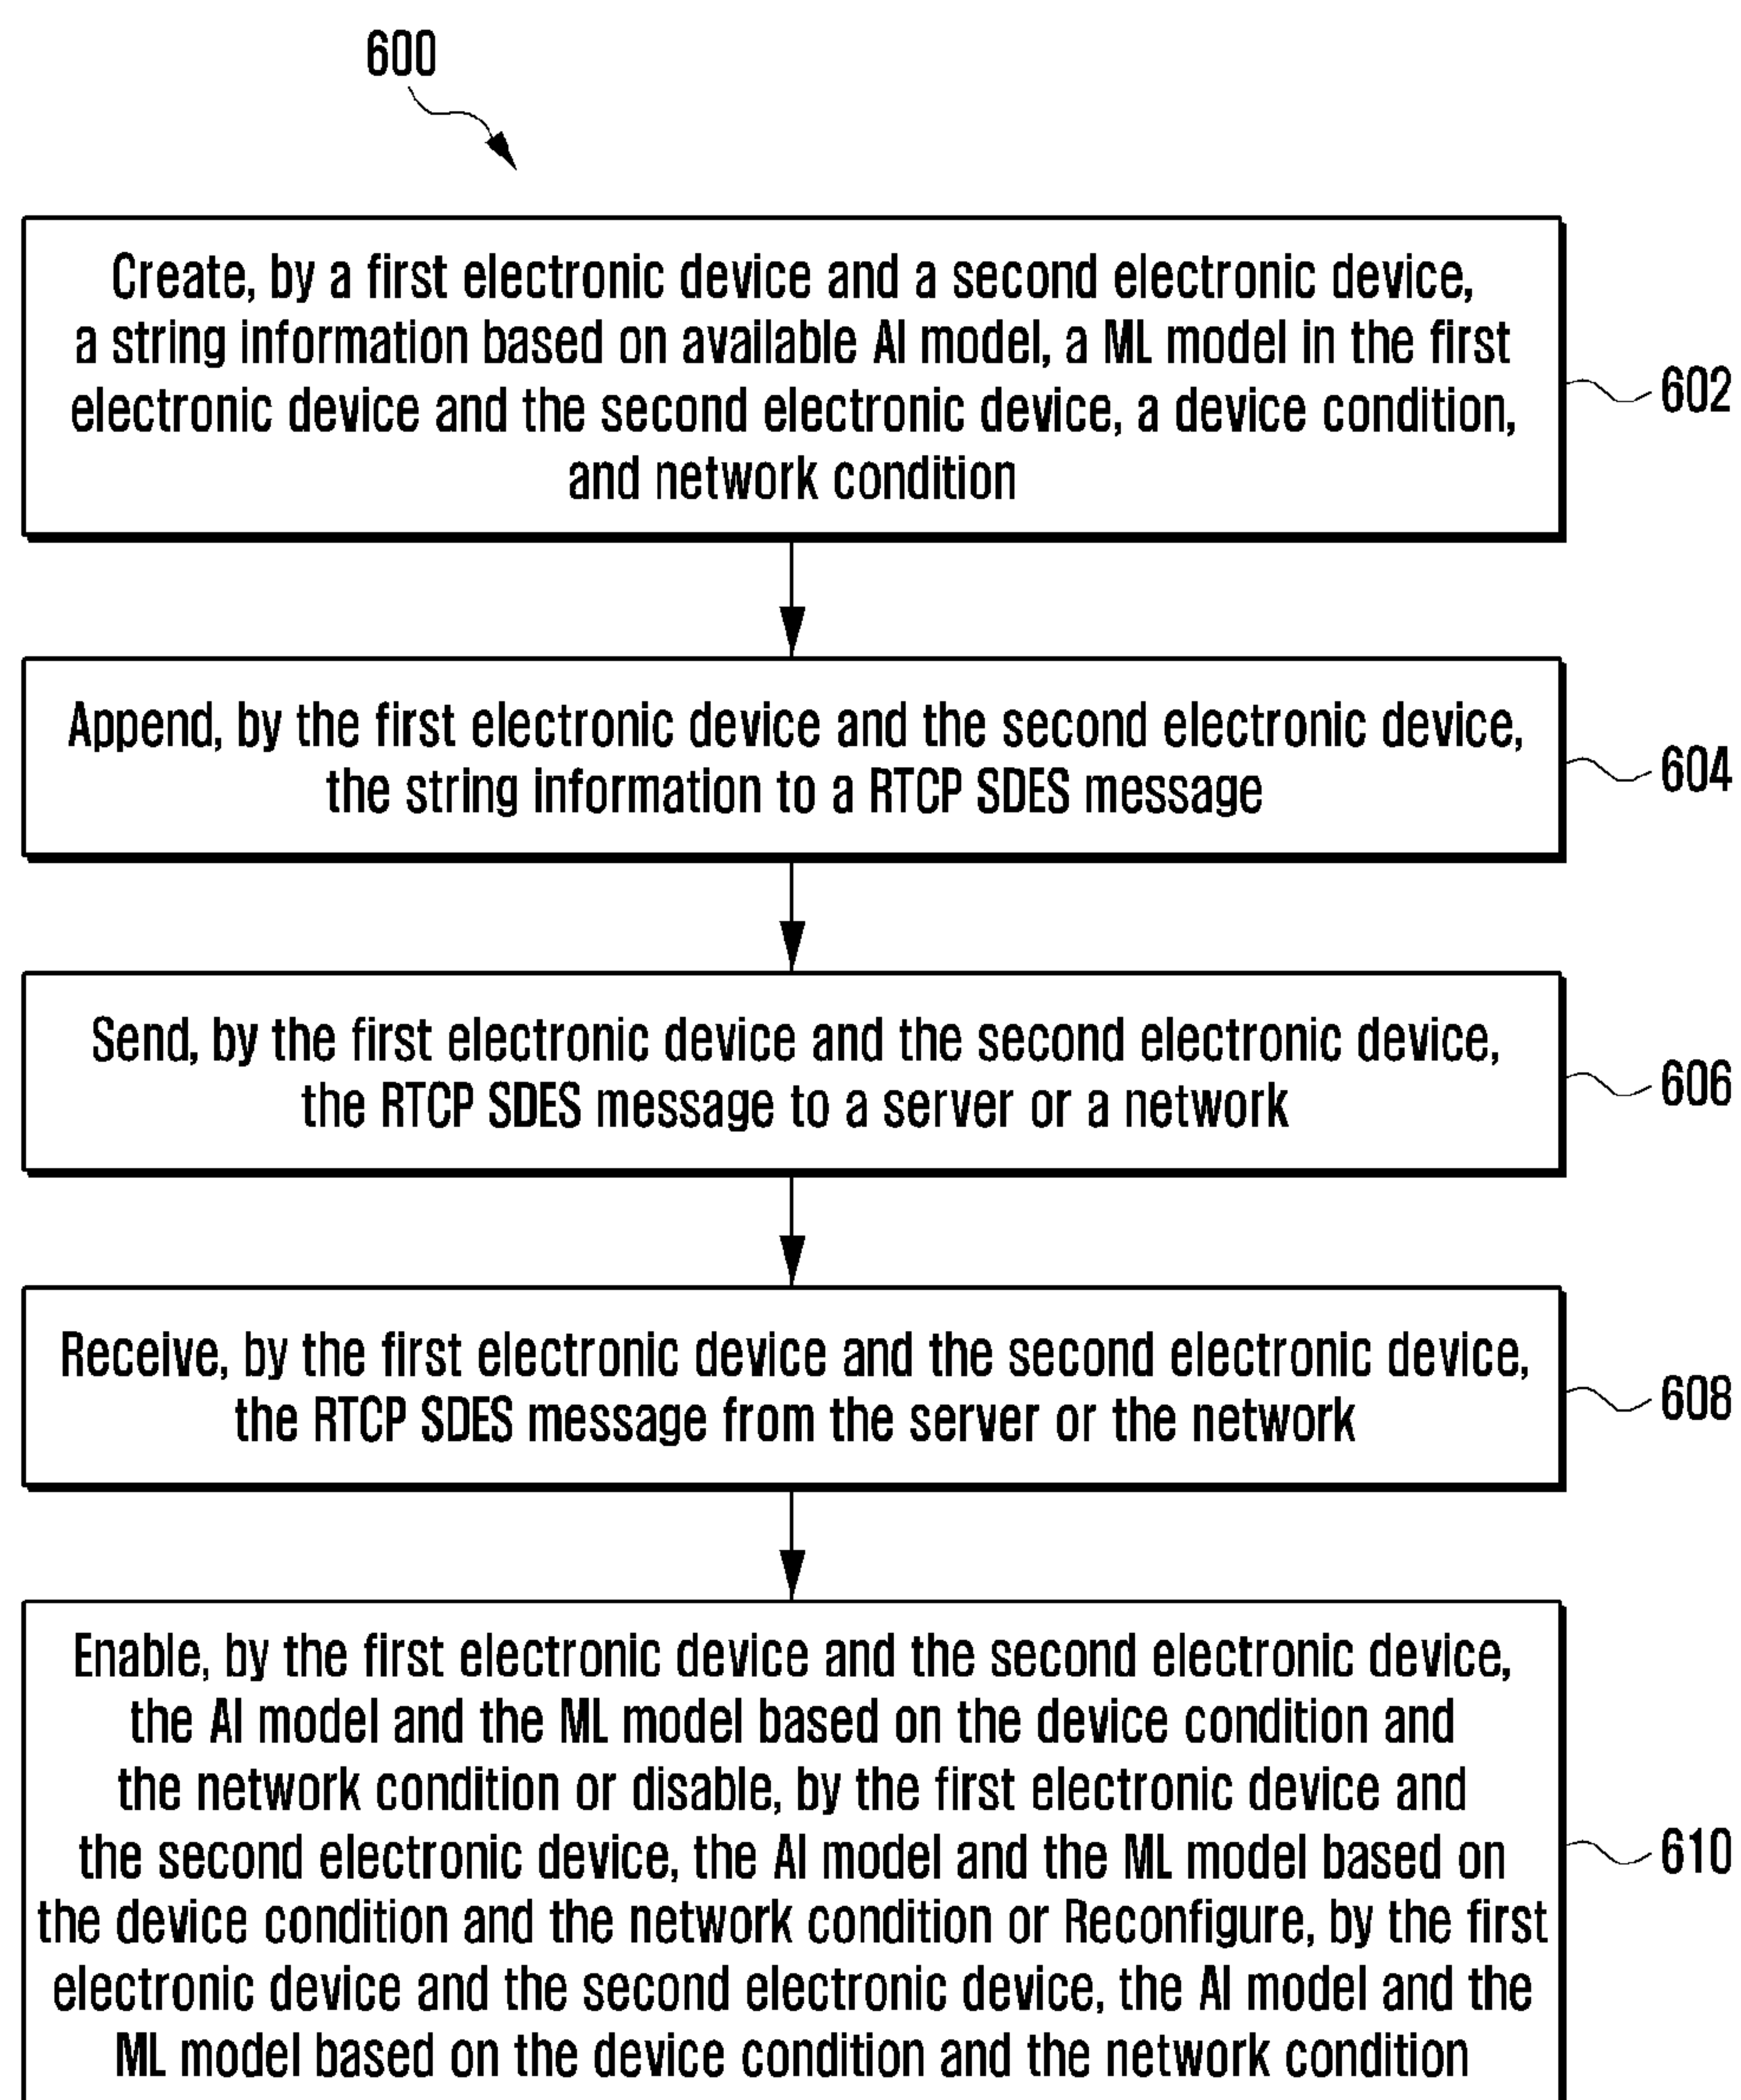 600
Create, by a first electronic device and a second electronic device,
a string information based on available AI model, a ML model in the first
electronic device and the second electronic device, a device condition,
and network condition
602
Append, by the first electronic device and the second electronic device,
the string information to a RTCP SDES message
604
Send, by the first electronic device and the second electronic device,
the RTCP SDES message to a server or a network
606
Receive, by the first electronic device and the second electronic device,
the RTCP SDES message from the server or the network
608
Enable, by the first electronic device and the second electronic device,
the AI model and the ML model based on the device condition and
the network condition or disable, by the first electronic device and
the second electronic device, the AI model and the ML model based on
the device condition and the network condition or Reconfigure, by the first
electronic device and the second electronic device, the AI model and the
ML model based on the device condition and the network condition
610